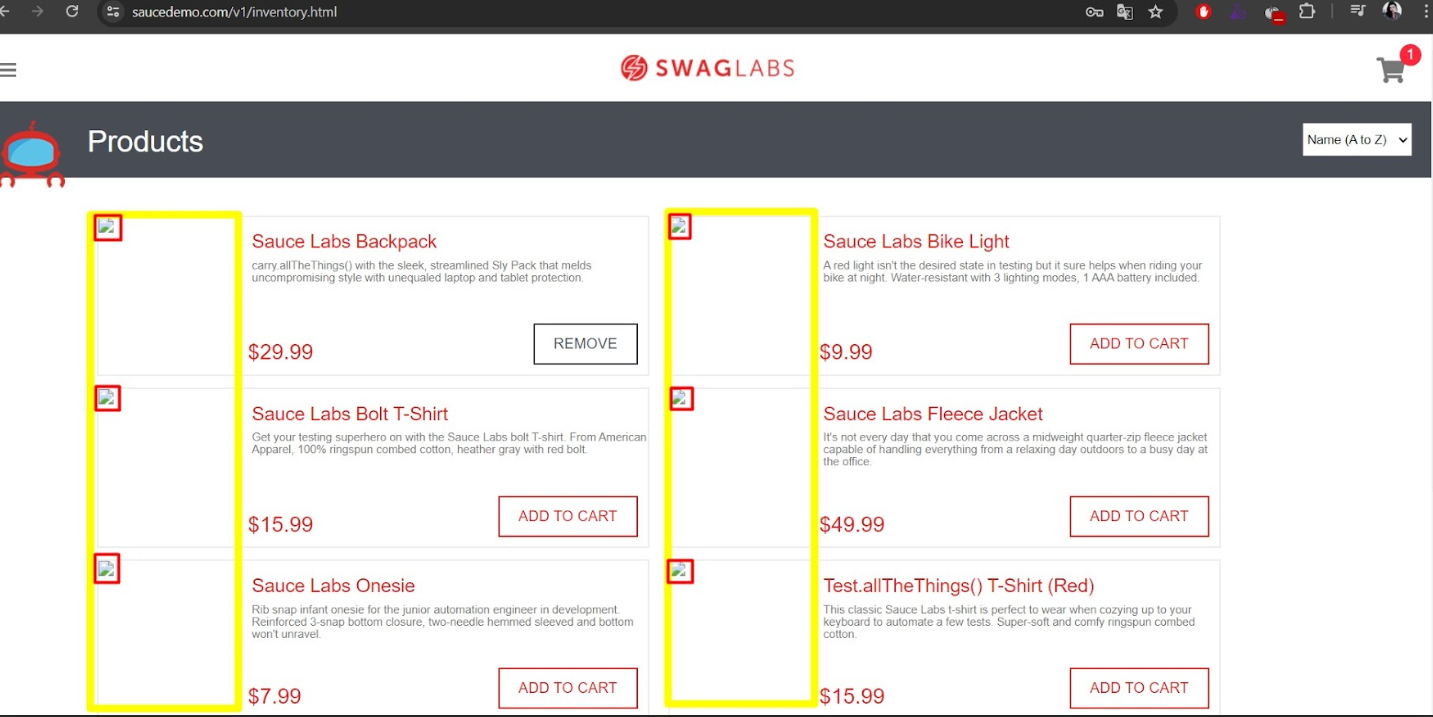 saucedemo.com/v1/inventory.html
SWAGLABS
1
Products
Name (A to Z)
Sauce Labs Backpack
carry.allTheThings() with the sleek, streamlined Sly Pack that melds
uncompromising style with unequaled laptop and tablet protection.
$29.99
REMOVE
Sauce Labs Bike Light
A red light isn't the desired state in testing but it sure helps when riding your
bike at night. Water-resistant with 3 lighting modes, 1 AAA battery included.
$9.99
ADD TO CART
Sauce Labs Bolt T-Shirt
Get your testing superhero on with the Sauce Labs bolt T-shirt. From American
Apparel, 100% ringspun combed cotton, heather gray with red bolt.
$15.99
ADD TO CART
Sauce Labs Fleece Jacket
It's not every day that you come across a midweight quarter-zip fleece jacket
capable of handling everything from a relaxing day outdoors to a busy day at
the office.
$49.99
ADD TO CART
Sauce Labs Onesie
Rib snap infant onesie for the junior automation engineer in development.
Reinforced 3-snap bottom closure, two-needle hemmed sleeved and bottom
won't unravel.
$7.99
ADD TO CART
Test.allTheThings() T-Shirt (Red)
This classic Sauce Labs t-shirt is perfect to wear when cozying up to your
keyboard to automate a few tests. Super-soft and comfy ringspun combed
cotton.
$15.99
ADD TO CART